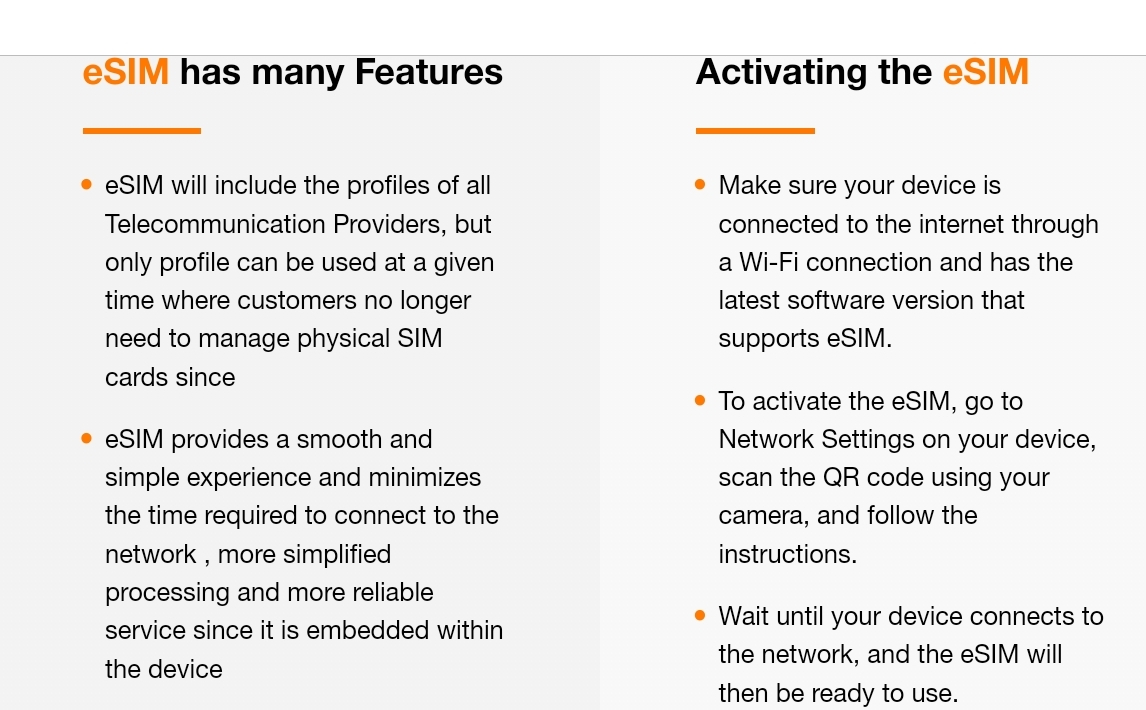 eSIM has many Features
eSIM will include the profiles of all
Telecommunication Providers, but
only profile can be used at a given
time where customers no longer
need to manage physical SIM
cards since
eSIM provides a smooth and
simple experience and minimizes
the time required to connect to the
network , more simplified
processing and more reliable
service since it is embedded within
the device
Activating the eSIM
Make sure your device is
connected to the internet through
a Wi-Fi connection and has the
latest software version that
supports eSIM.
To activate the eSIM, go to
Network Settings on your device,
scan the QR code using your
camera, and follow the
instructions.
Wait until your device connects to
the network, and the eSIM will
then be ready to use.